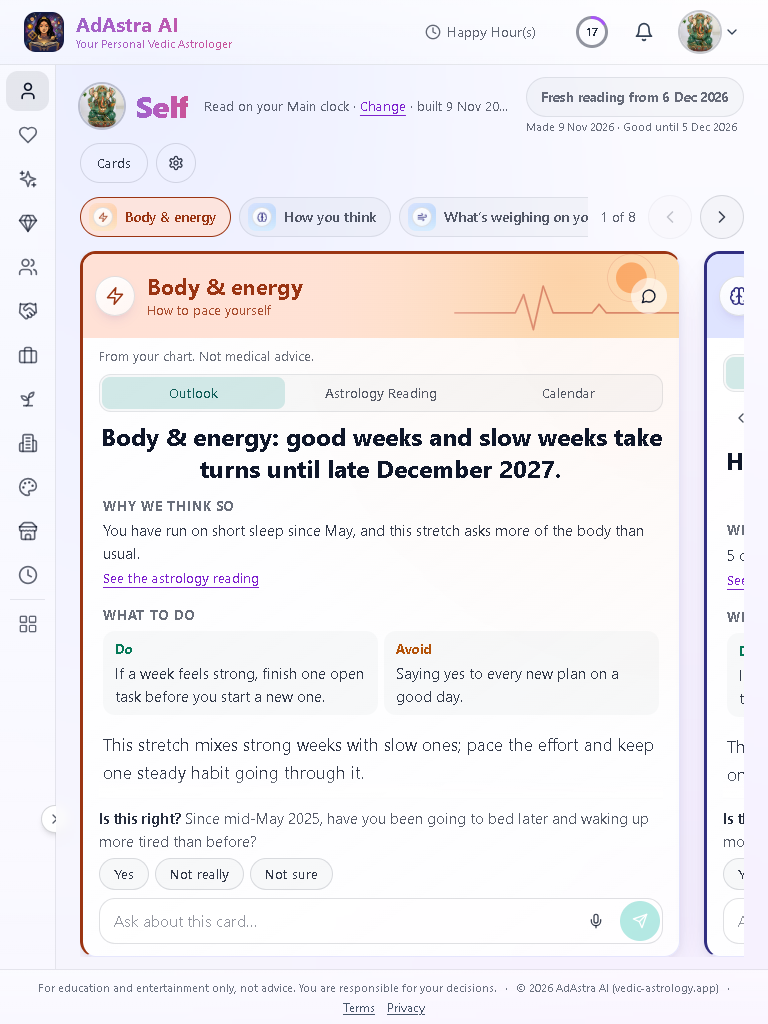 AdAstra AI
Your Personal Vedic Astrologer
Happy Hour(s)
17
Self
Read on your Main clock · Change · built 9 Nov 20...
Fresh reading from 6 Dec 2026
Made 9 Nov 2026 · Good until 5 Dec 2026
Cards
Body & energy
How you think
What's weighing on yo
1 of 8
Body & energy
How to pace yourself
From your chart. Not medical advice.
Outlook
Astrology Reading
Calendar
Body & energy: good weeks and slow weeks take
turns until late December 2027.
WHY WE THINK SO
You have run on short sleep since May, and this stretch asks more of the body than
usual.
See the astrology reading
WHAT TO DO
Do
If a week feels strong, finish one open
task before you start a new one.
Avoid
Saying yes to every new plan on a
good day.
This stretch mixes strong weeks with slow ones; pace the effort and keep
one steady habit going through it.
Is this right? Since mid-May 2025, have you been going to bed later and waking up
more tired than before?
Yes
Not really
Not sure
Ask about this card...
For education and entertainment only, not advice. You are responsible for your decisions. · © 2026 AdAstra AI (vedic-astrology.app) ·
Terms Privacy